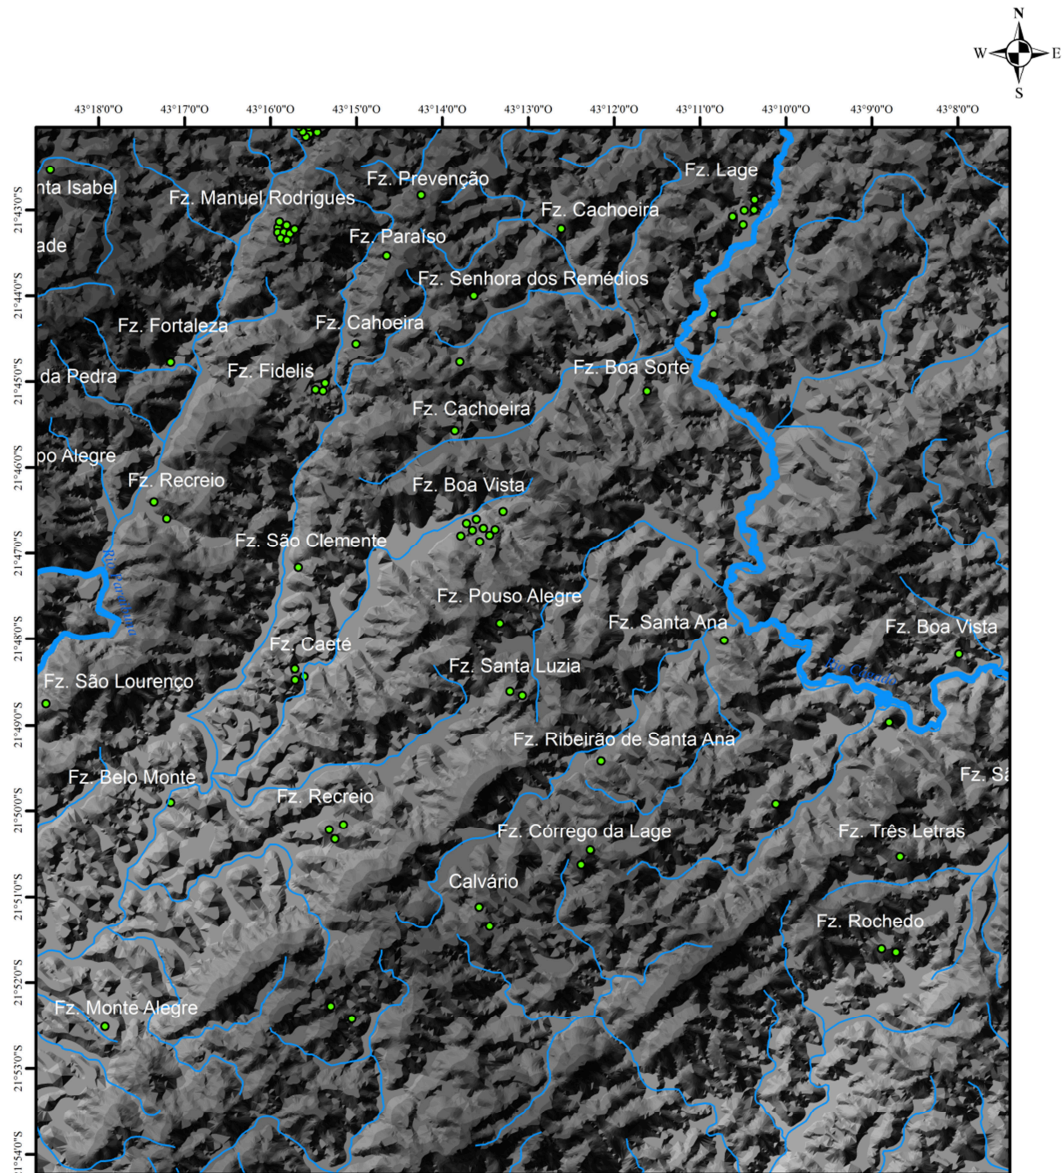 N
W E
S
43°18'0"O 43°17'0"O 43°16'0"O 43°15'0"O 43°14'0"O 43°13'0"O 43°12'0"O 43°11'0"O 43°10'0"O 43°9'0"O 43°8'0"O
Fz. Lage
Fz. Prevenção
nta Isabel
Fz. Manuel Rodrigues
21°43'0"S
Fz. Cachoeira
Fz. Paraíso
ade
Fz. Senhora dos Remédios
21°44'0"S
Fz. Cahoeira
Fz. Fortaleza
Fz. Boa Sorte
Fz. Fidelis
da Pedra
21°45'0"S
Fz. Cachoeira
po Alegre
21°46'0"S
Fz. Recreio
Fz. Boa Vista
Fz. São Clemente
21°47'0"S
Fz. Pouso Alegre
Fz. Santa Ana
Fz. Boa Vista
21°48'0"S
Fz. Caeté
Fz. Santa Luzia
Fz. São Lourenço
21°49'0"S
Fz. Ribeirão de Santa Ana
Fz. Belo Monte
Fz. Sã
Fz. Recreio
21°50'0"S
Fz. Córrego da Lage
Fz. Três Letras
Calvário
21°51'0"S
Fz. Rochedo
21°52'0"S
Fz. Monte Alegre
21°53'0"S
21°54'0"S